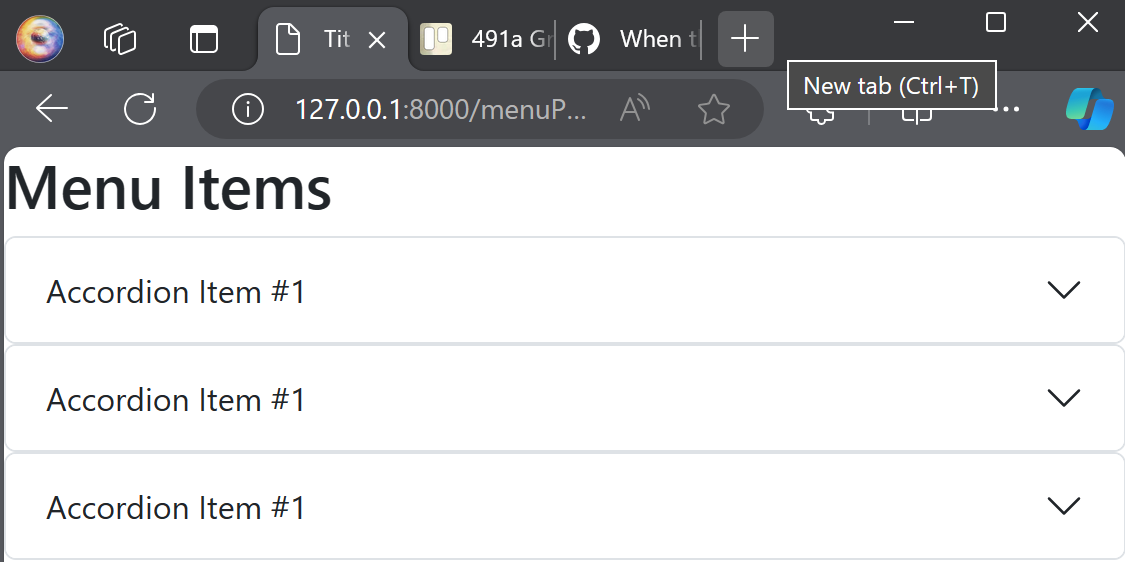 Tit
491a Gr
When t
New tab (Ctrl+T)
127.0.0.1:8000/menuP...
Menu Items
Accordion Item #1
Accordion Item #1
Accordion Item #1